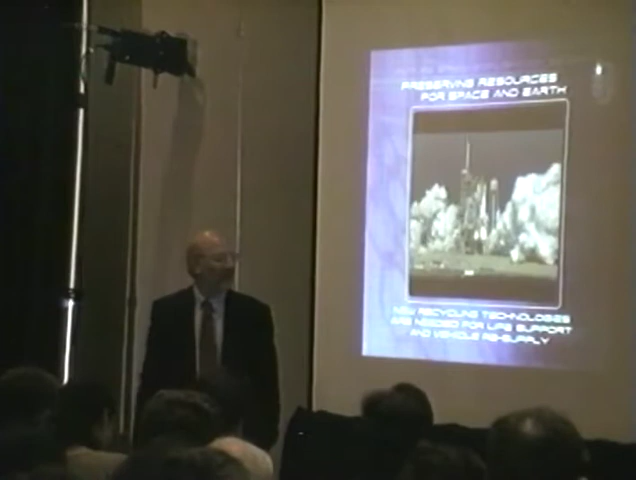 PRESERVING RESOURCES
FOR SPACE AND EARTH
NEW RECYCLING TECHNOLOGIES
ARE NEEDED FOR LIFE SUPPORT
AND VEHICLE RE-SUPPLY